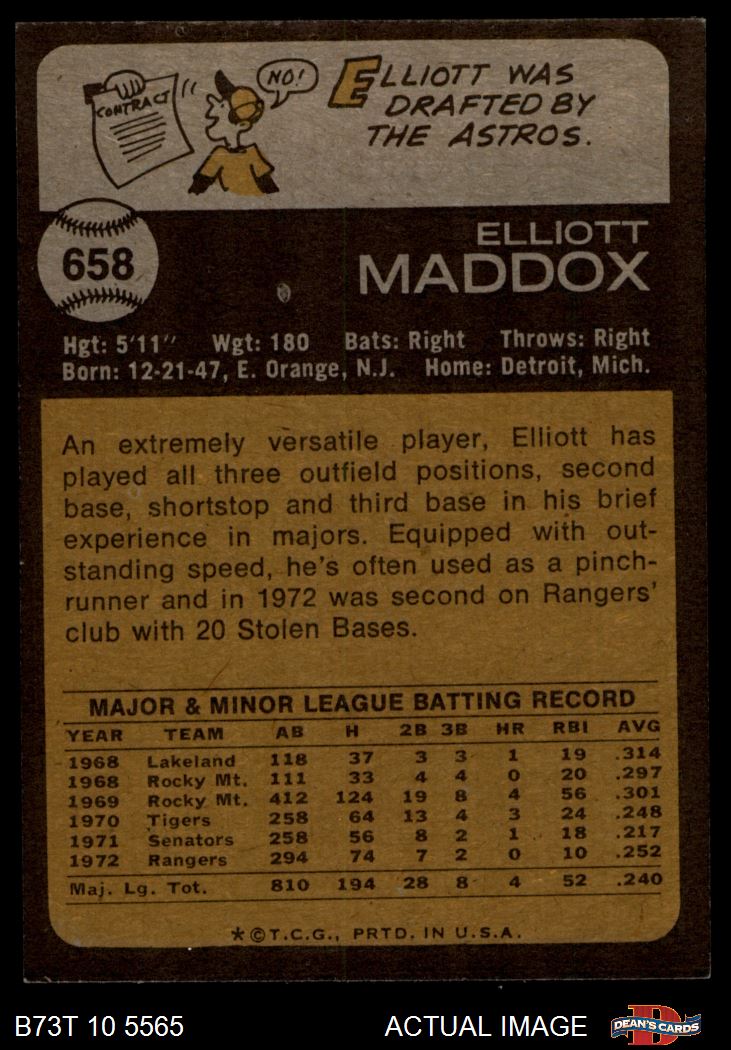 CONTRACT
NO!
ELLIOTT WAS
DRAFTED BY
THE ASTROS.
658
ELLIOTT
MADDOX
Hgt: 5'11" Wgt: 180 Bats: Right Throws: Right
Born: 12-21-47, E. Orange, N.J. Home: Detroit, Mich.
An extremely versatile player, Elliott has
played all three outfield positions, second
base, shortstop and third base in his brief
experience in majors. Equipped with out-
standing speed, he's often used as a pinch-
runner and in 1972 was second on Rangers'
club with 20 Stolen Bases.
MAJOR & MINOR LEAGUE BATTING RECORD
YEAR TEAM AB H 2B 3B HR RBI AVG
1968 Lakeland 118 37 3 3 1 19 .314
1968 Rocky Mt. 111 33 4 4 0 20 .297
1969 Rocky Mt. 412 124 19 8 4 56 .301
1970 Tigers 258 64 13 4 3 24 .248
1971 Senators 258 56 8 2 1 18 .217
1972 Rangers 294 74 7 2 0 10 .252
Maj. Lg. Tot. 810 194 28 8 4 52 .240
*©T.C.G., PRTD. IN U.S.A.
B73T 10 5565 ACTUAL IMAGE
D
DEAN'S CARDS